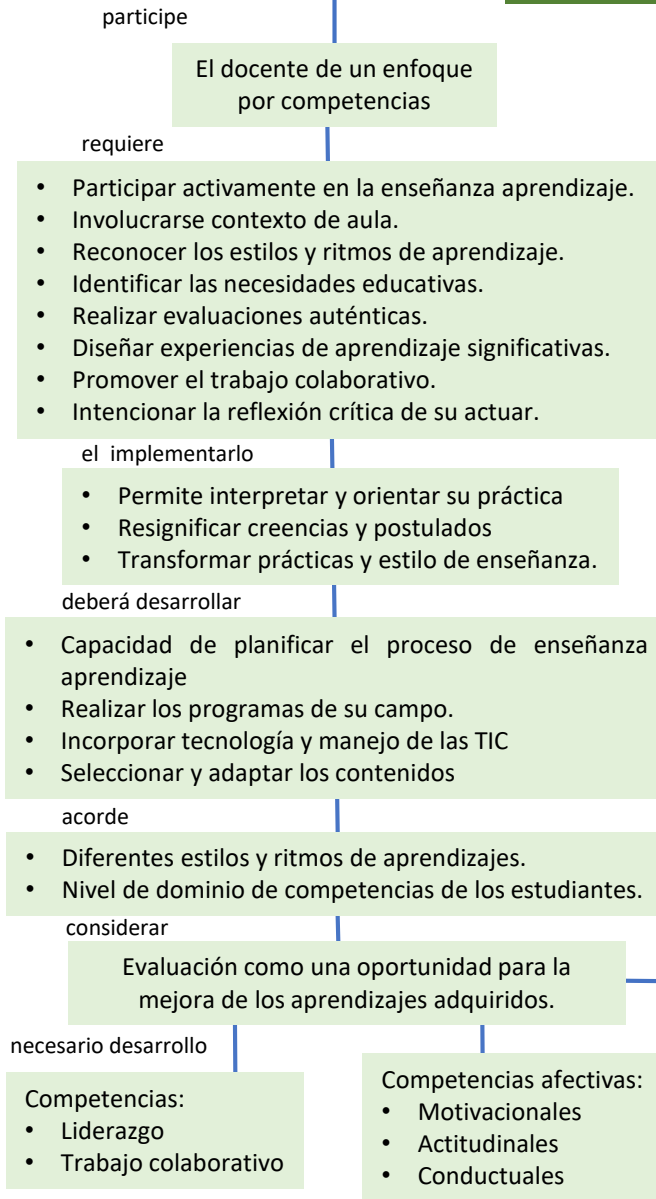 participe
El docente de un enfoque
por competencias
requiere
• Participar activamente en la enseñanza aprendizaje.
• Involucrarse contexto de aula.
• Reconocer los estilos y ritmos de aprendizaje.
• Identificar las necesidades educativas.
• Realizar evaluaciones auténticas.
• Diseñar experiencias de aprendizaje significativas.
• Promover el trabajo colaborativo.
• Intencionar la reflexión crítica de su actuar.
el implementarlo
• Permite interpretar y orientar su práctica
• Resignificar creencias y postulados
• Transformar prácticas y estilo de enseñanza.
deberá desarrollar
• Capacidad de planificar el proceso de enseñanza
aprendizaje
• Realizar los programas de su campo.
• Incorporar tecnología y manejo de las TIC
• Seleccionar y adaptar los contenidos
acorde
• Diferentes estilos y ritmos de aprendizajes.
• Nivel de dominio de competencias de los estudiantes.
considerar
Evaluación como una oportunidad para la
mejora de los aprendizajes adquiridos.
necesario desarrollo
Competencias:
• Liderazgo
• Trabajo colaborativo
Competencias afectivas:
• Motivacionales
• Actitudinales
• Conductuales